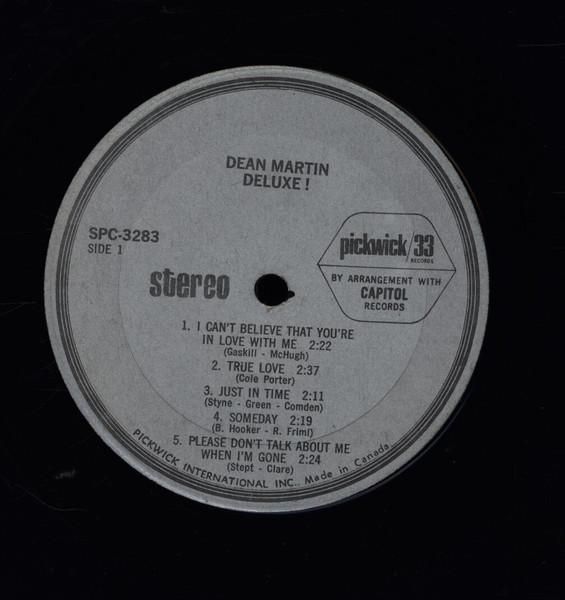 DEAN MARTIN
DELUXE!
SPC-3283
SIDE 1
stereo
pickwick/33
RECORDS
BY ARRANGEMENT WITH
CAPITOL
RECORDS
1. I CAN'T BELIEVE THAT YOU'RE
IN LOVE WITH ME 2:22
(Gaskill - McHugh)
2. TRUE LOVE 2:37
(Cole Porter)
3. JUST IN TIME 2:11
(Styne - Green - Comden)
4. SOMEDAY 2:19
(B. Hooker - R. Friml)
5. PLEASE DON'T TALK ABOUT ME
WHEN I'M GONE 2:24
(Stept - Clare)
PICKWICK INTERNATIONAL INC.. Made in Canada